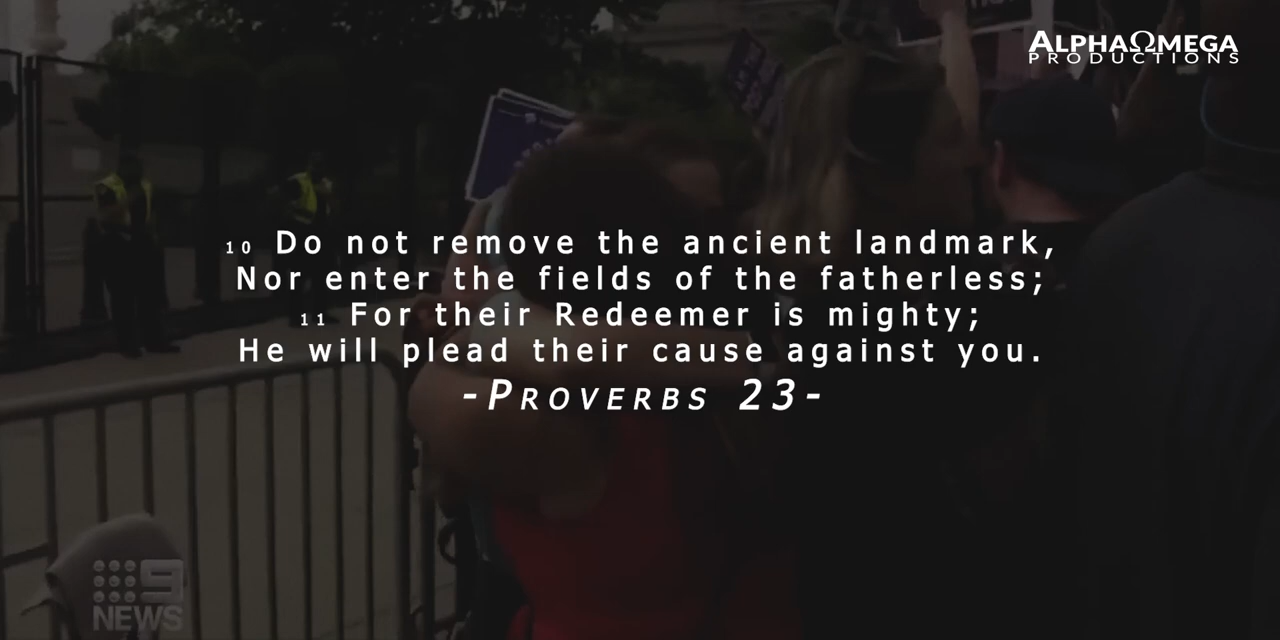 ALPHAΩMEGA
PRODUCTIONS
10 Do not remove the ancient landmark,
Nor enter the fields of the fatherless;
11 For their Redeemer is mighty;
He will plead their cause against you.
-PROVERBS 23-
9
NEWS